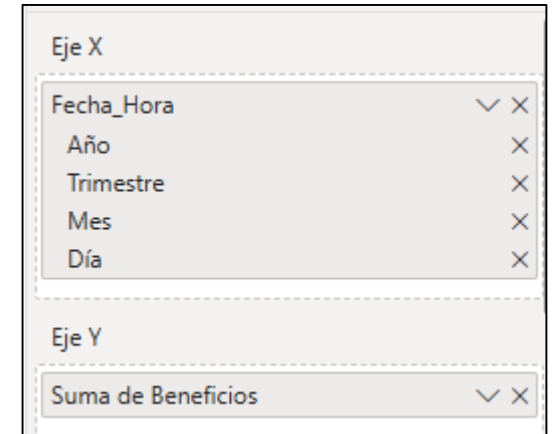 Eje X
Fecha_Hora
Año
Trimestre
Mes
Día
Eje Y
Suma de Beneficios